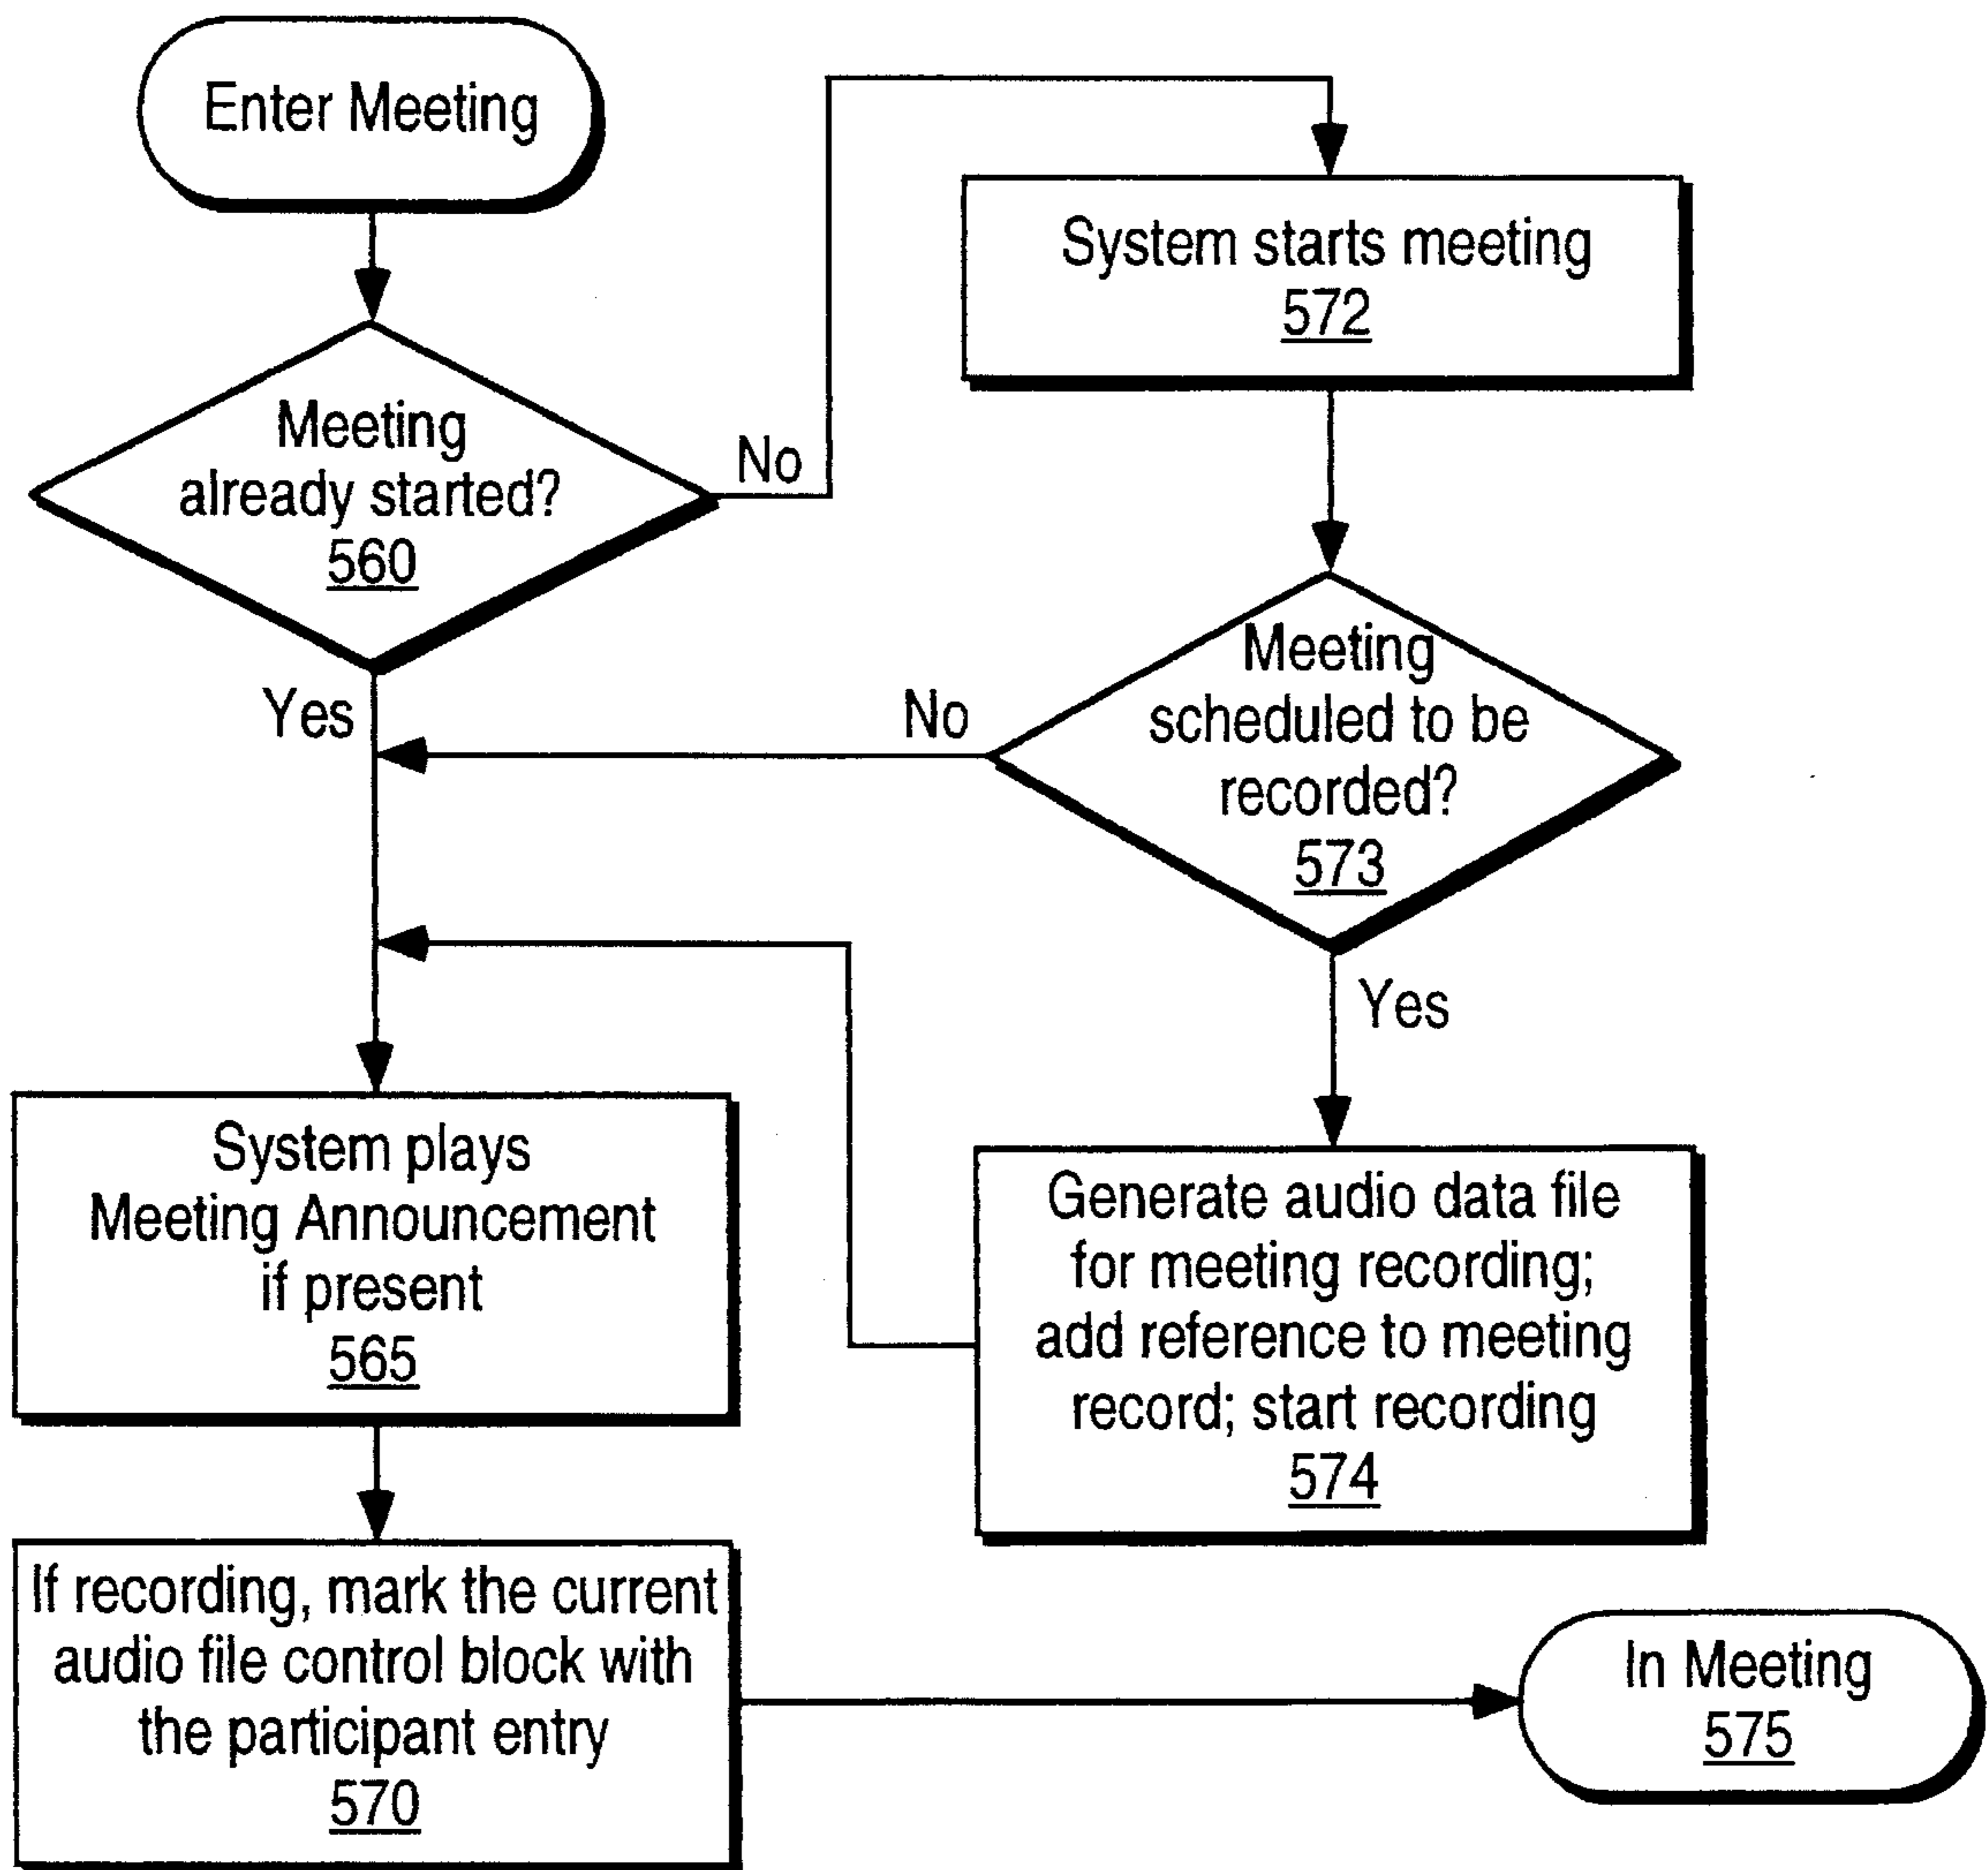 Enter Meeting
Meeting
already started?
560
No
Yes
System starts meeting
572
Meeting
scheduled to be
recorded?
573
No
Yes
Generate audio data file
for meeting recording;
add reference to meeting
record; start recording
574
System plays
Meeting Announcement
if present
565
If recording, mark the current
audio file control block with
the participant entry
570
In Meeting
575